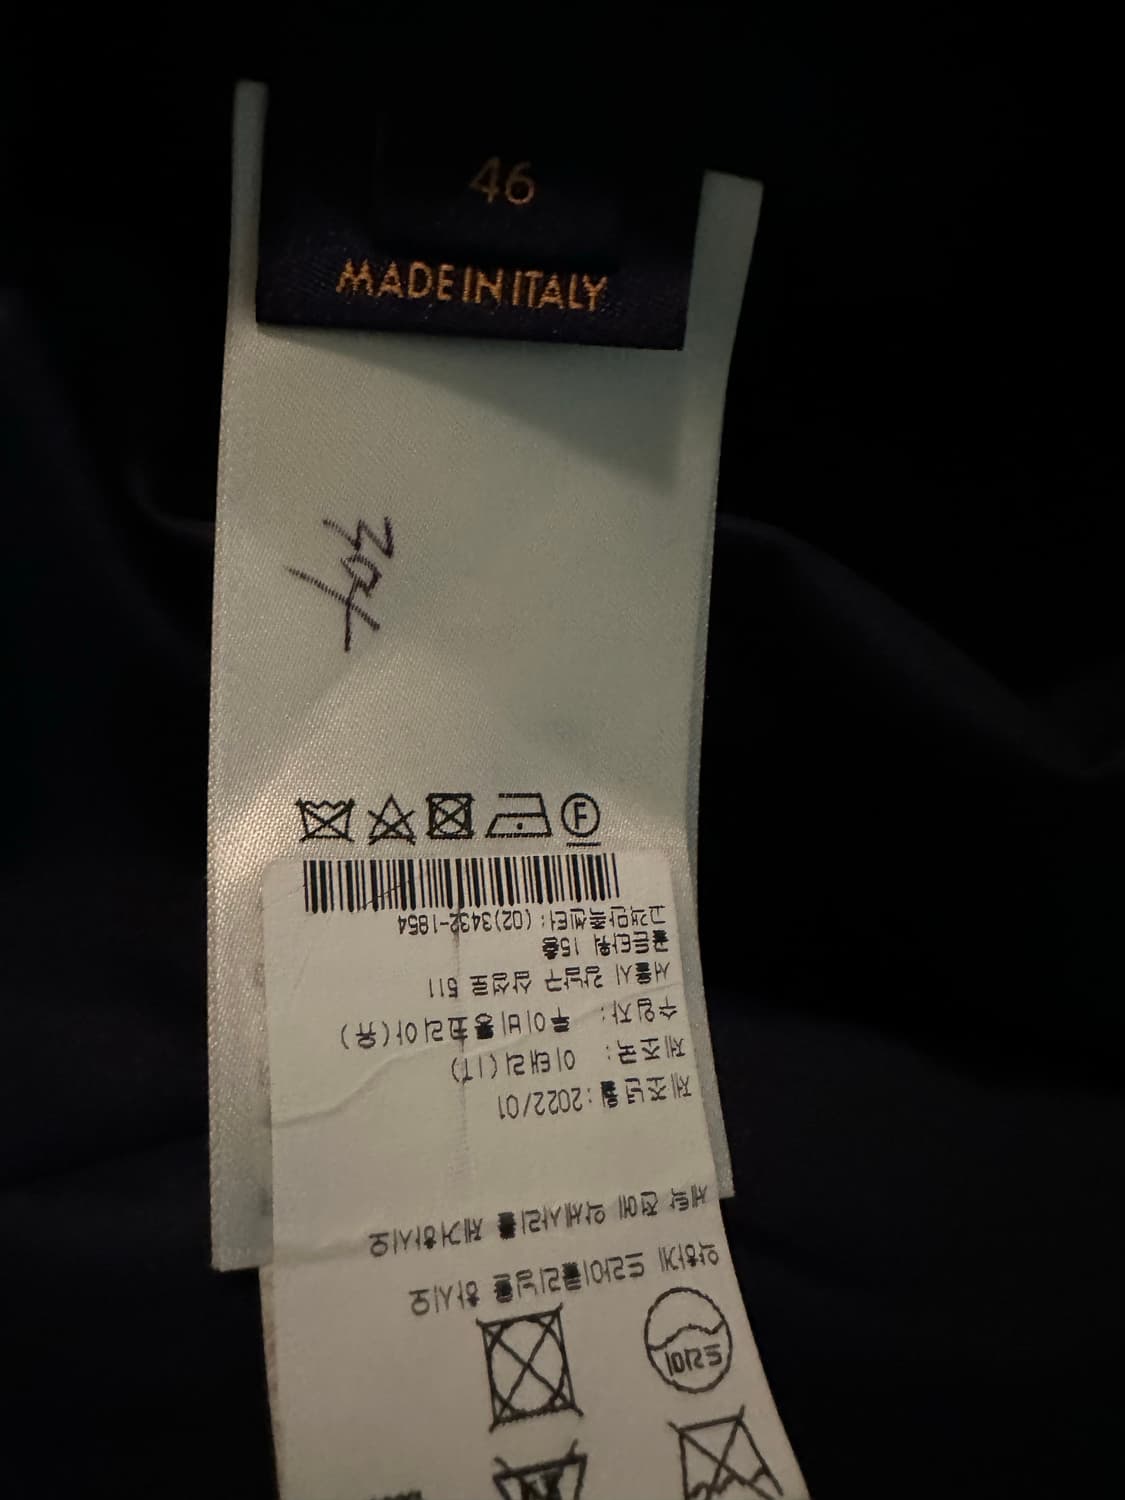 46
MADE IN ITALY
F
드라이
약하게 드라이클리닝을 하시오
세탁 전에 악세사리를 제거하시오
제조년월:2022/01
제조국: 이태리(IT)
수입자: 루이비통코리아(유)
서울시 강남구 삼성로 511
골든타워 15층
고객만족센터: (02)3432-1854